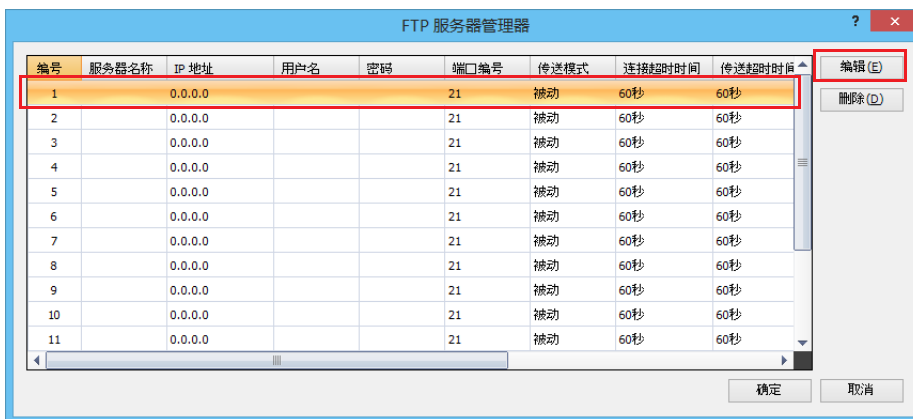 FTP 服务器管理器
? ×
编号 服务器名称 IP 地址 用户名 密码 端口编号 传送模式 连接超时时间 传送超时时间 编辑(E)
1 0.0.0.0 21 被动 60秒 60秒 删除(D)
2 0.0.0.0 21 被动 60秒 60秒
3 0.0.0.0 21 被动 60秒 60秒
4 0.0.0.0 21 被动 60秒 60秒
5 0.0.0.0 21 被动 60秒 60秒
6 0.0.0.0 21 被动 60秒 60秒
7 0.0.0.0 21 被动 60秒 60秒
8 0.0.0.0 21 被动 60秒 60秒
9 0.0.0.0 21 被动 60秒 60秒
10 0.0.0.0 21 被动 60秒 60秒
11 0.0.0.0 21 被动 60秒 60秒
确定 取消